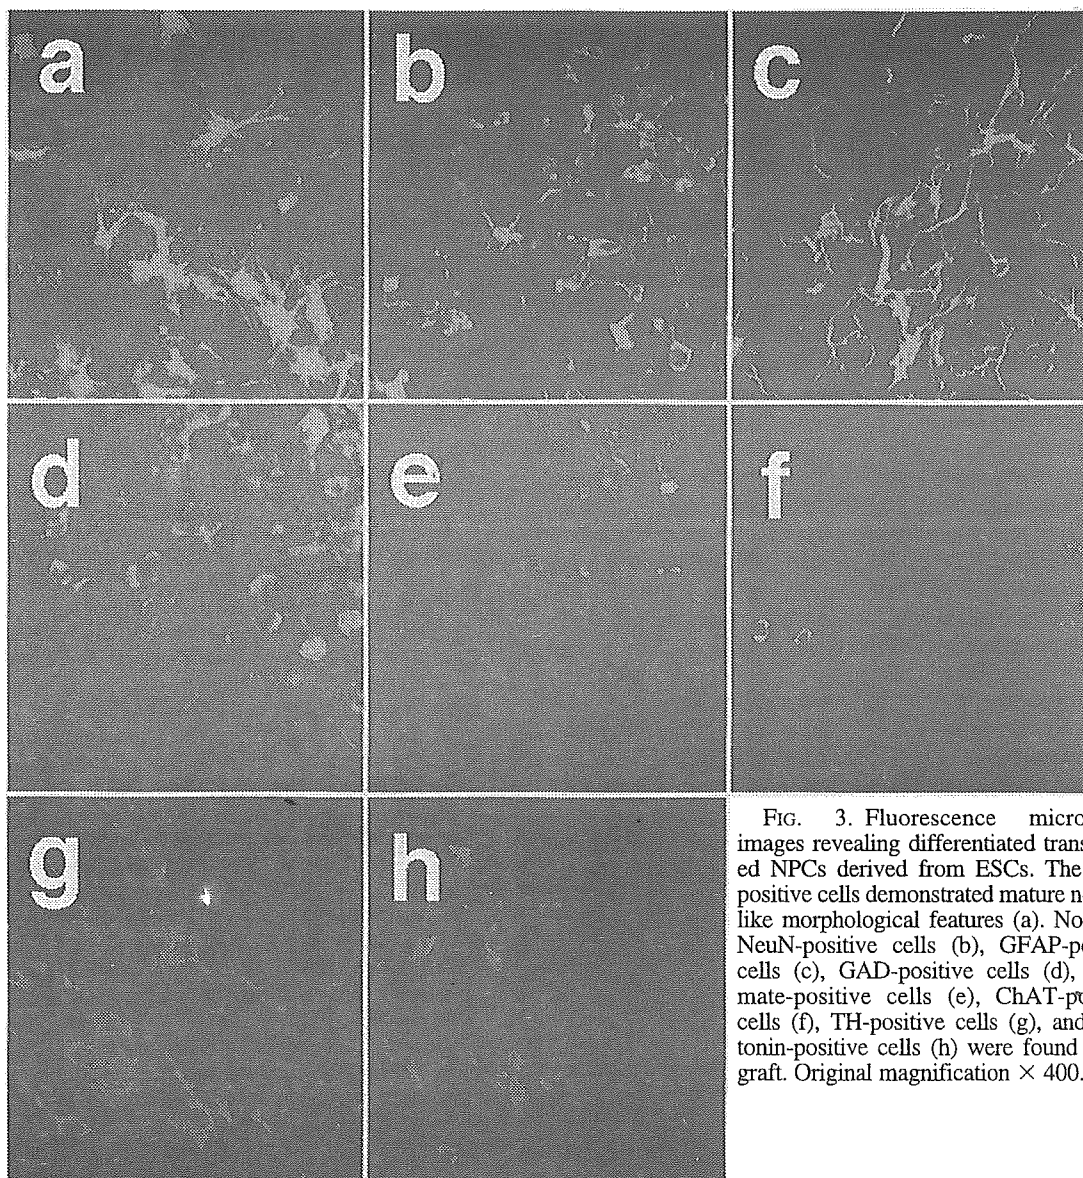 a
b
c
d
e
f
g
h
FIG. 3. Fluorescence micro
images revealing differentiated trans
ed NPCs derived from ESCs. The
positive cells demonstrated mature n
like morphological features (a). No
NeuN-positive cells (b), GFAP-p
cells (c), GAD-positive cells (d),
mate-positive cells (e), ChAT-p
cells (f), TH-positive cells (g), and
tonin-positive cells (h) were found
graft. Original magnification × 400.